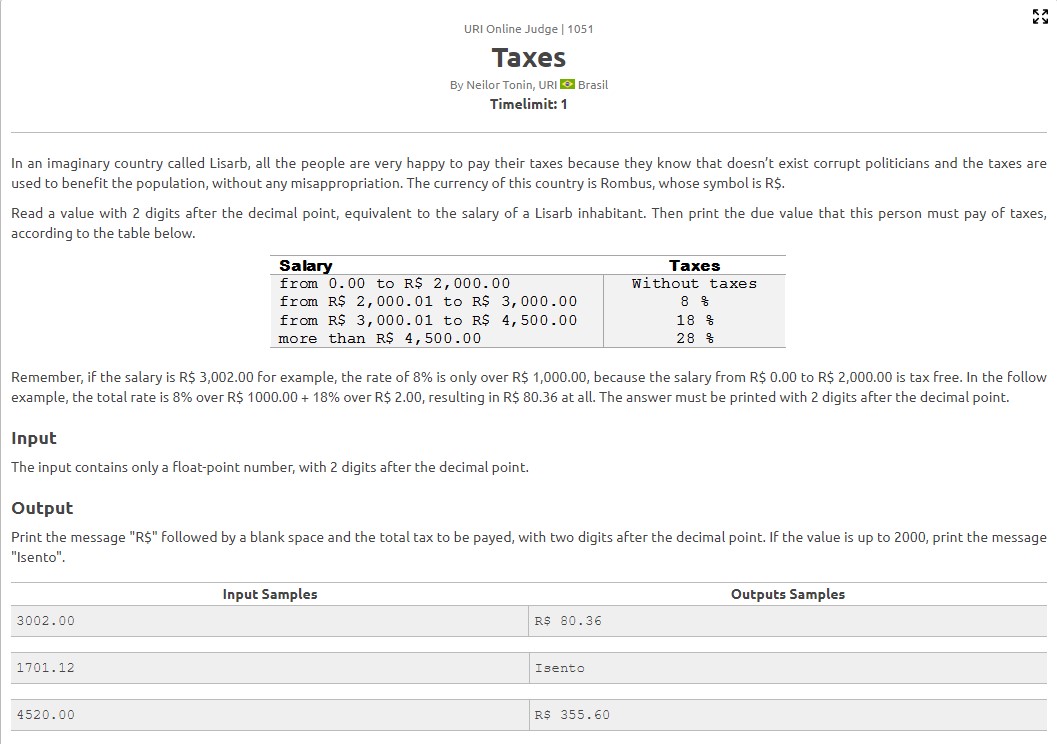 URI Online Judge | 1051
Taxes
By Neilor Tonin, URI Brasil
Timelimit: 1
In an imaginary country called Lisarb, all the people are very happy to pay their taxes because they know that doesn't exist corrupt politicians and the taxes are
used to benefit the population, without any misappropriation. The currency of this country is Rombus, whose symbol is R$.
Read a value with 2 digits after the decimal point, equivalent to the salary of a Lisarb inhabitant. Then print the due value that this person must pay of taxes,
according to the table below.
Salary Taxes
from 0.00 to R$ 2,000.00 Without taxes
from R$ 2,000.01 to R$ 3,000.00 8 %
from R$ 3,000.01 to R$ 4,500.00 18 %
more than R$ 4,500.00 28 %
Remember, if the salary is R$ 3,002.00 for example, the rate of 8% is only over R$ 1,000.00, because the salary from R$ 0.00 to R$ 2,000.00 is tax free. In the follow
example, the total rate is 8% over R$ 1000.00 + 18% over R$ 2.00, resulting in R$ 80.36 at all. The answer must be printed with 2 digits after the decimal point.
Input
The input contains only a float-point number, with 2 digits after the decimal point.
Output
Print the message "R$" followed by a blank space and the total tax to be payed, with two digits after the decimal point. If the value is up to 2000, print the message
"Isento".
Input Samples Outputs Samples
3002.00 R$ 80.36
1701.12 Isento
4520.00 R$ 355.60